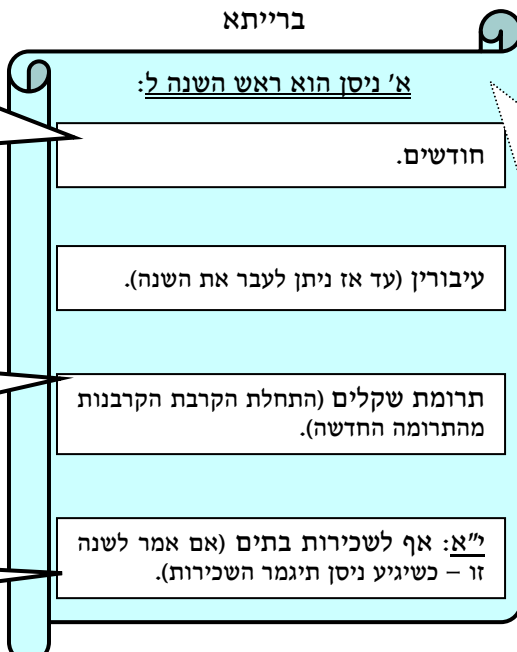 ברייתא
א' ניסן הוא ראש השנה ל:
חודשים.
עיבורין (עד אז ניתן לעבר את השנה).
תרומת שקלים (התחלת הקרבת הקרבנות
מהתרומה החדשה).
י"א: אף לשכירות בתים (אם אמר לשנה
זו – כשיגיע ניסן תיגמר השכירות).